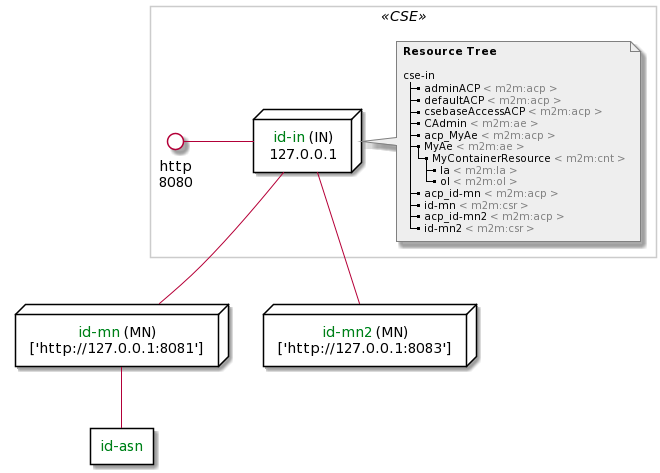 «CSE»
Resource Tree
cse-in
adminACP < m2m:acp >
defaultACP < m2m:acp >
csebaseAccessACP < m2m:acp >
CAdmin < m2m:ae >
acp_MyAe < m2m:acp >
MyAe < m2m:ae >
MyContainerResource < m2m:cnt >
la < m2m:la >
ol < m2m:ol >
acp_id-mn < m2m:acp >
id-mn < m2m:csr >
acp_id-mn2 < m2m:acp >
id-mn2 < m2m:csr >
id-in (IN)
127.0.0.1
http
8080
id-mn (MN)
['http://127.0.0.1:8081']
id-mn2 (MN)
['http://127.0.0.1:8083']
id-asn